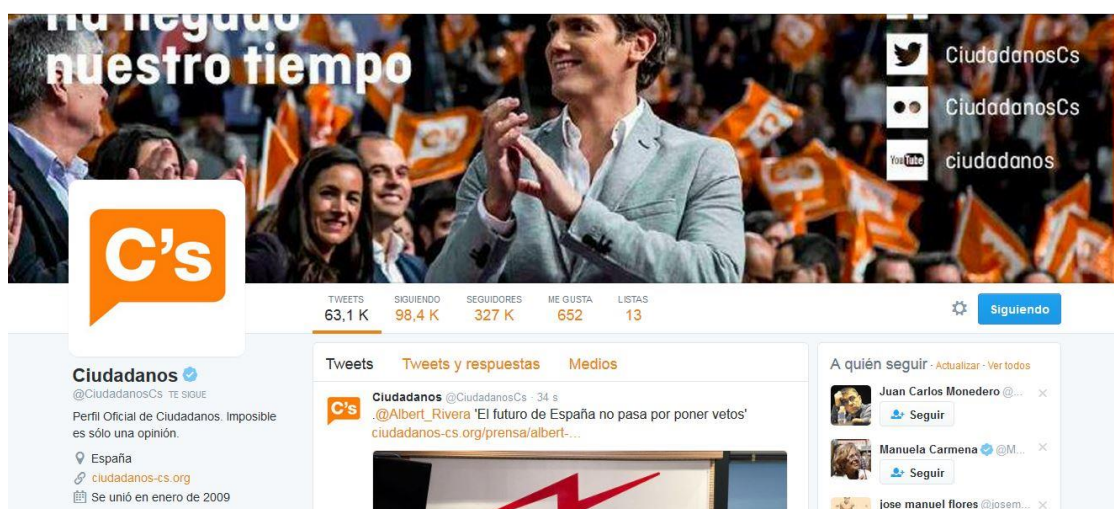 Ha llegado
nuestro tiempo
CiudadanosCs
CiudadanosCs
You Tube ciudadanos
C's
TWEETS SIGUIENDO SEGUIDORES ME GUSTA LISTAS
63,1 K 98,4 K 327 K 652 13
Siguiendo
Ciudadanos
@CiudadanosCs TE SIGUE
Perfil Oficial de Ciudadanos. Imposible
es sólo una opinión.
España
ciudadanos-cs.org
Se unió en enero de 2009
Tweets Tweets y respuestas Medios
C's
Ciudadanos @CiudadanosCs · 34 s
.@Albert_Rivera 'El futuro de España no pasa por poner vetos'
ciudadanos-cs.org/prensa/albert-...
A quién seguir - Actualizar - Ver todos
Juan Carlos Monedero @...
Seguir
Manuela Carmena @M...
Seguir
jose manuel flores @josem...